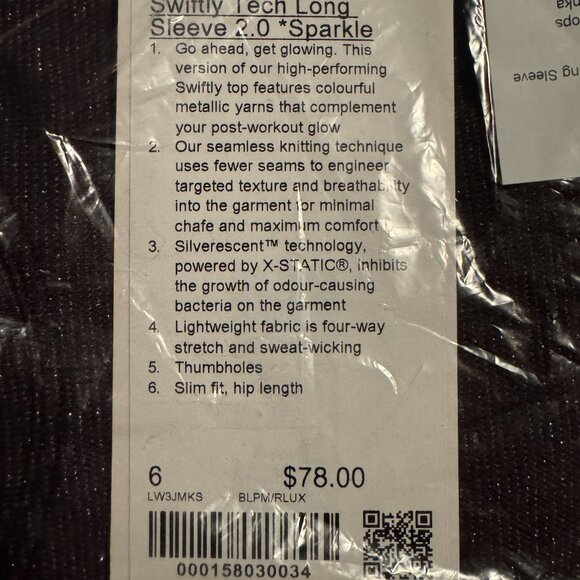 Swiftly Tech Long
Sleeve 2.0 *Sparkle
1. Go ahead, get glowing. This
version of our high-performing
Swiftly top features colourful
metallic yarns that complement
your post-workout glow
2. Our seamless knitting technique
uses fewer seams to engineer
targeted texture and breathability
into the garment for minimal
chafe and maximum comfort
3. Silverescent™ technology,
powered by X-STATIC®, inhibits
the growth of odour-causing
bacteria on the garment
4. Lightweight fabric is four-way
stretch and sweat-wicking
5. Thumbholes
6. Slim fit, hip length
6 $78.00
LW3JMKS BLPM/RLUX
000158030034
nka
ops
ng Sleeve